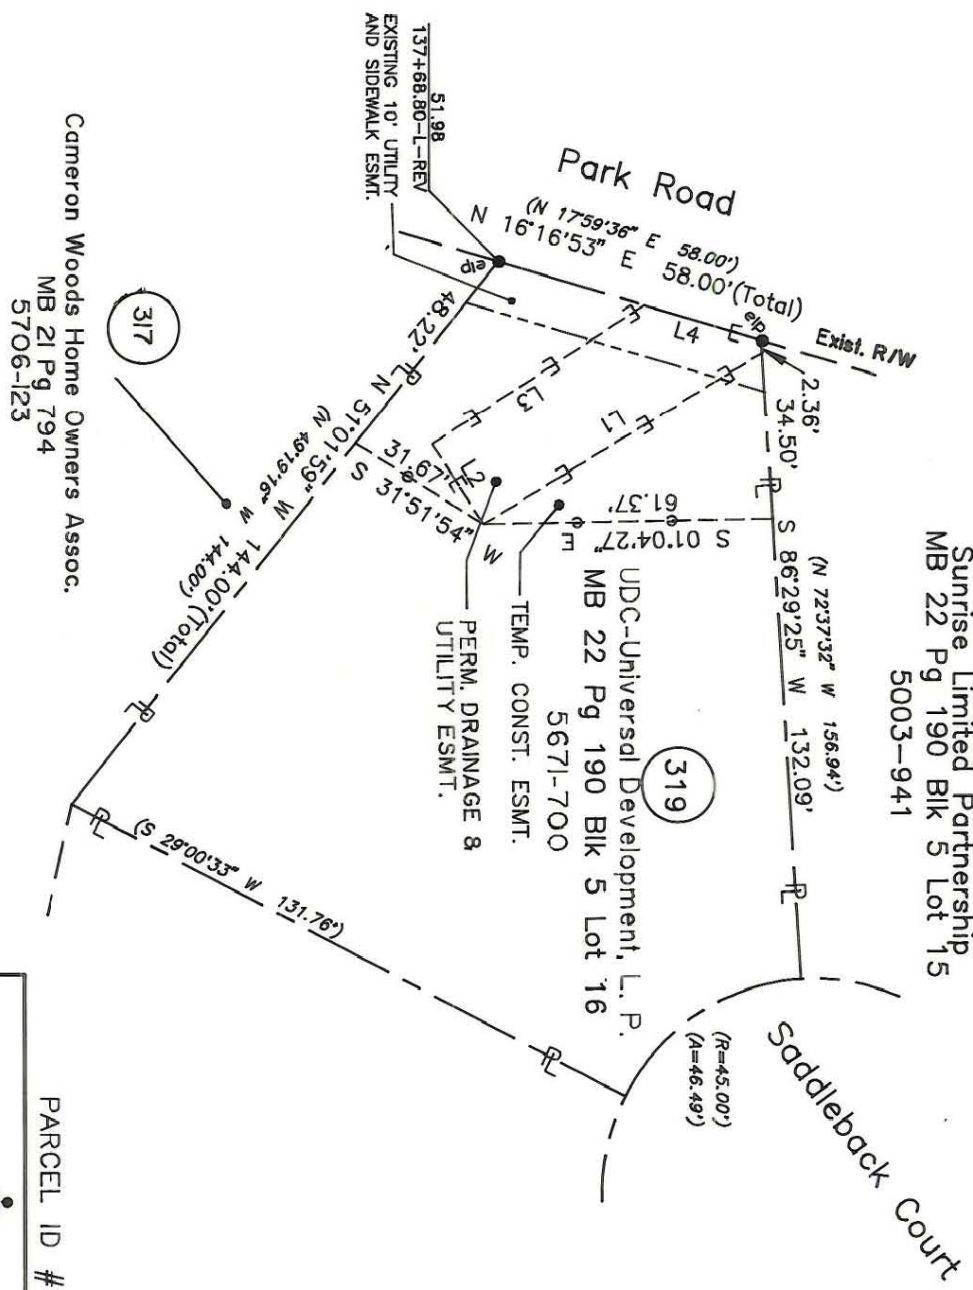 Sunrise Limited Partnership
MB 22 Pg 190 Blk 5 Lot 15
5003-941
Saddleback Court
(R=45.00')
(A=46.49')
Park Road
(N 17°59'36" E 58.00')
N 16°16'53" E 58.00'(Total)
Exist. R/W
eip
eip
L4
2.36'
34.50'
PL
S 86°29'25" W 132.09'
(N 72°37'32" W 156.94')
PL
51.98
137+68.80-L-REV
EXISTING 10' UTILITY
AND SIDEWALK ESMT.
L1
L3
L2
E
E
E
E
E
E
61.37'
S 01°04'27" E
31.67'
S 31°51'54" W
48.22'
PL
N 51°01'59" W 144.00'(Total)
(N 49°19'16" W 144.00')
PL
TEMP. CONST. ESMT.
PERM. DRAINAGE &
UTILITY ESMT.
319
UDC-Universal Development, L. P.
MB 22 Pg 190 Blk 5 Lot 16
5671-700
317
Cameron Woods Home Owners Assoc.
MB 21 Pg 794
5706-123
PL
(S 29°00'33" W 131.76')
PL
PARCEL ID #